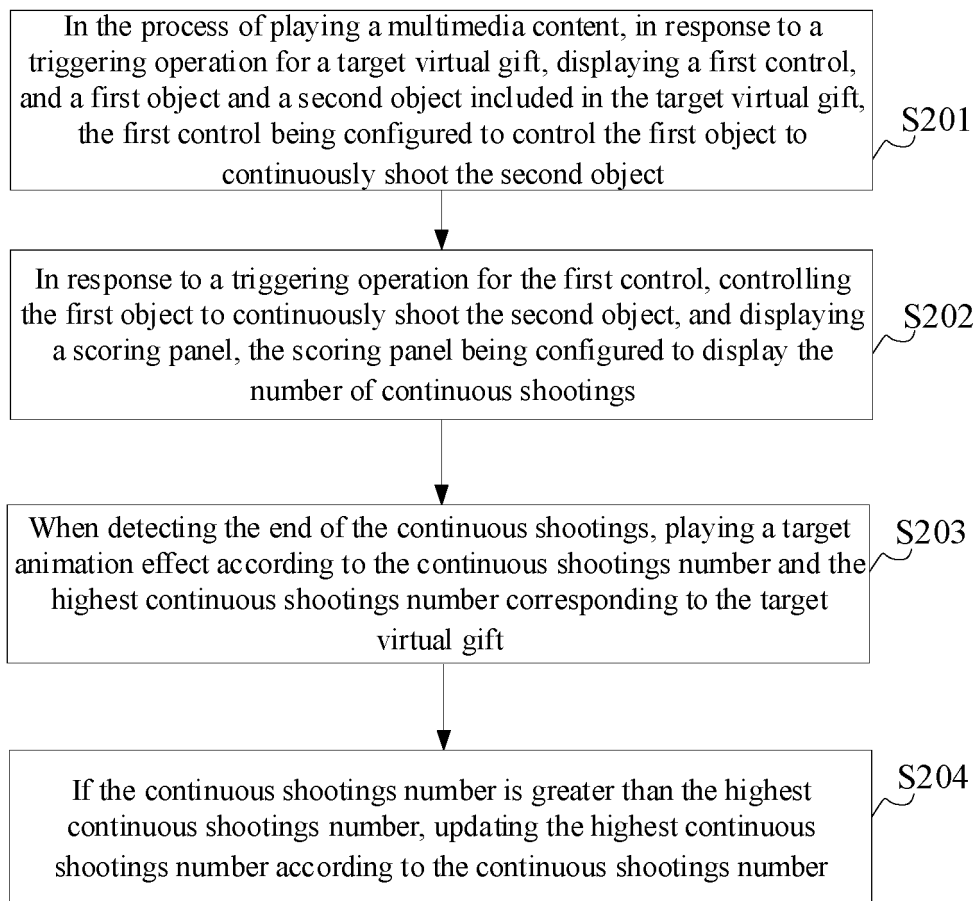 In the process of playing a multimedia content, in response to a
triggering operation for a target virtual gift, displaying a first control,
and a first object and a second object included in the target virtual gift,
the first control being configured to control the first object to
continuously shoot the second object
S201
In response to a triggering operation for the first control, controlling
the first object to continuously shoot the second object, and displaying
a scoring panel, the scoring panel being configured to display the
number of continuous shootings
S202
When detecting the end of the continuous shootings, playing a target
animation effect according to the continuous shootings number and the
highest continuous shootings number corresponding to the target
virtual gift
S203
If the continuous shootings number is greater than the highest
continuous shootings number, updating the highest continuous
shootings number according to the continuous shootings number
S204